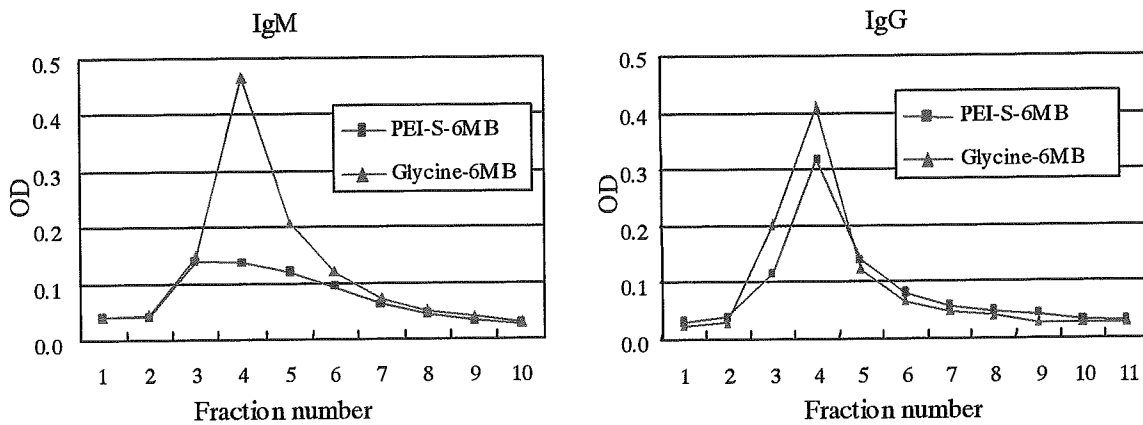 IgM
0.5
0.4
0.3
0.2
0.1
0.0
OD
PEI-S-6MB
Glycine-6MB
1 2 3 4 5 6 7 8 9 10
Fraction number
IgG
0.5
0.4
0.3
0.2
0.1
0.0
OD
PEI-S-6MB
Glycine-6MB
1 2 3 4 5 6 7 8 9 10 11
Fraction number